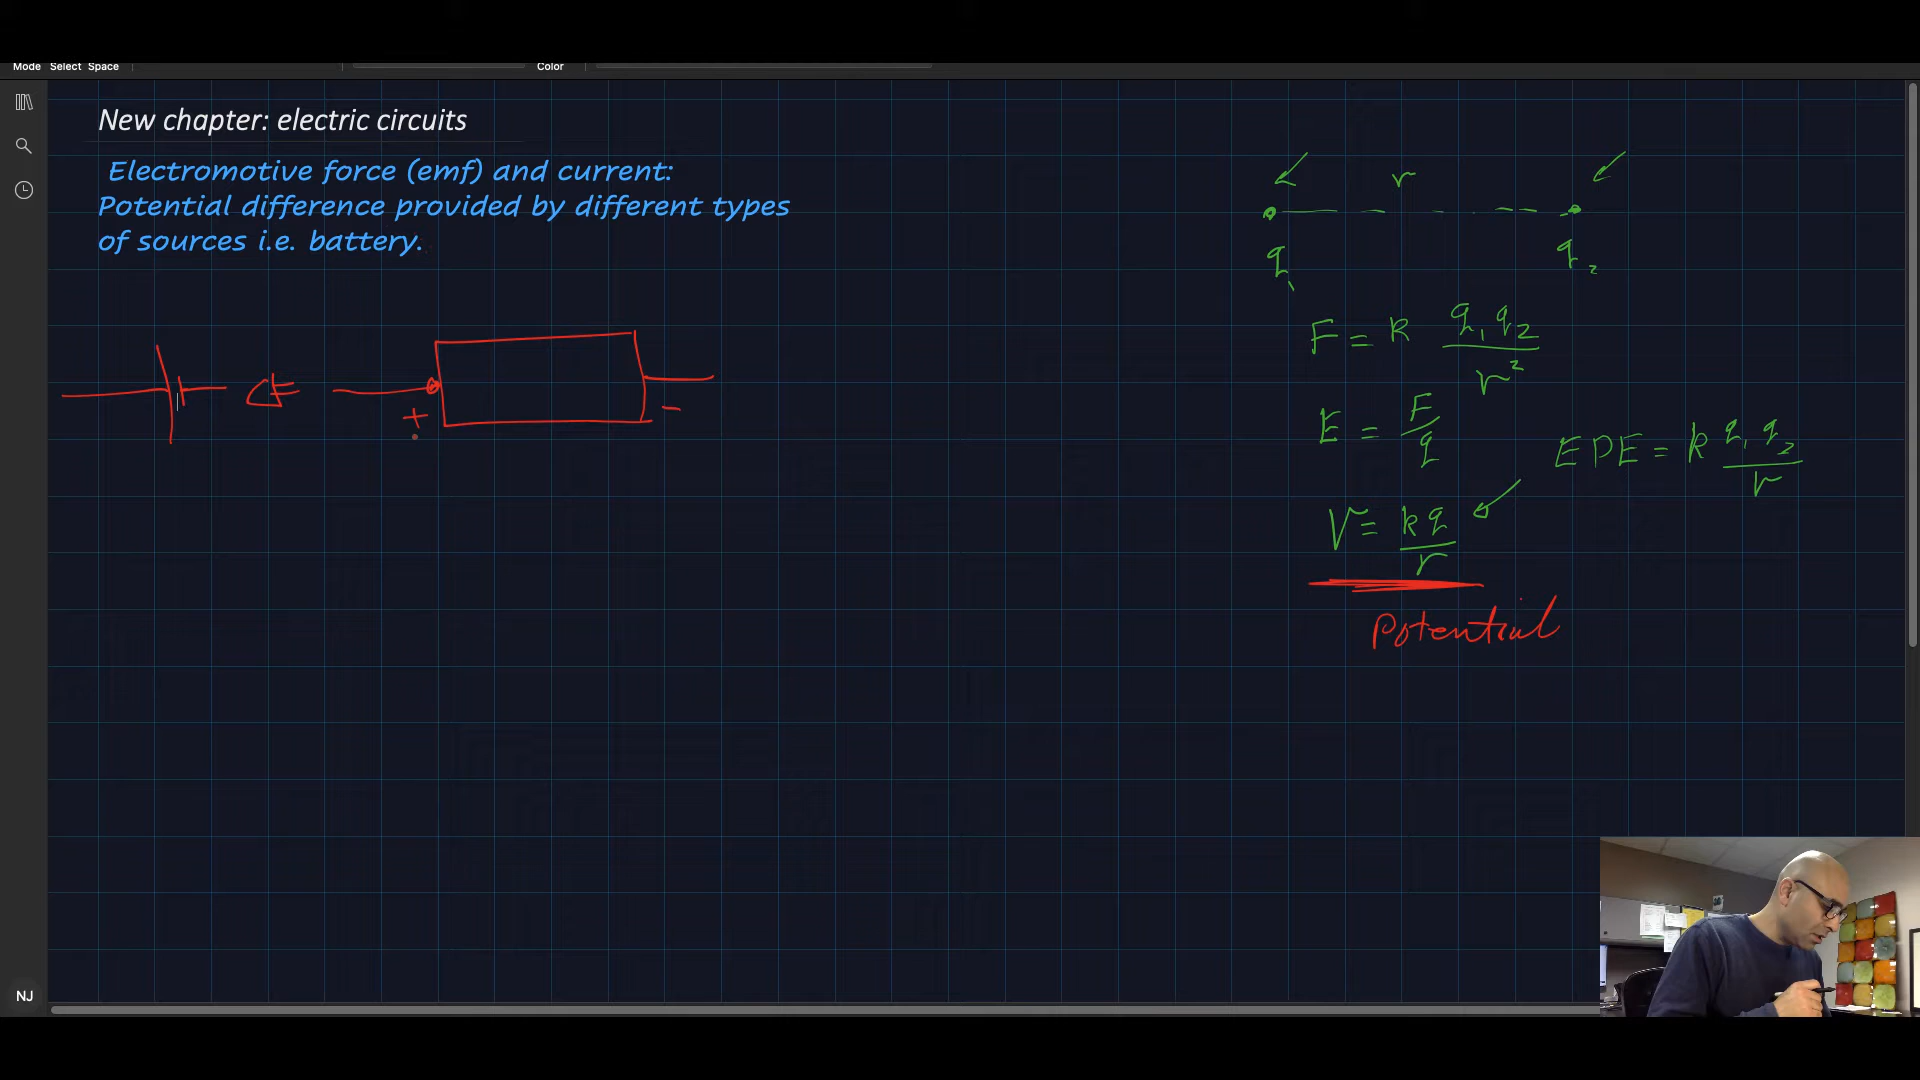 Mode Select Space Color
New chapter: electric circuits
Electromotive force (emf) and current:
Potential difference provided by different types
of sources i.e. battery.
+ -
r
q₁ q₂
F = k q₁q₂/r²
E = F/q
EPE = k q₁q₂/r
V = kq/r
Potential
NJ